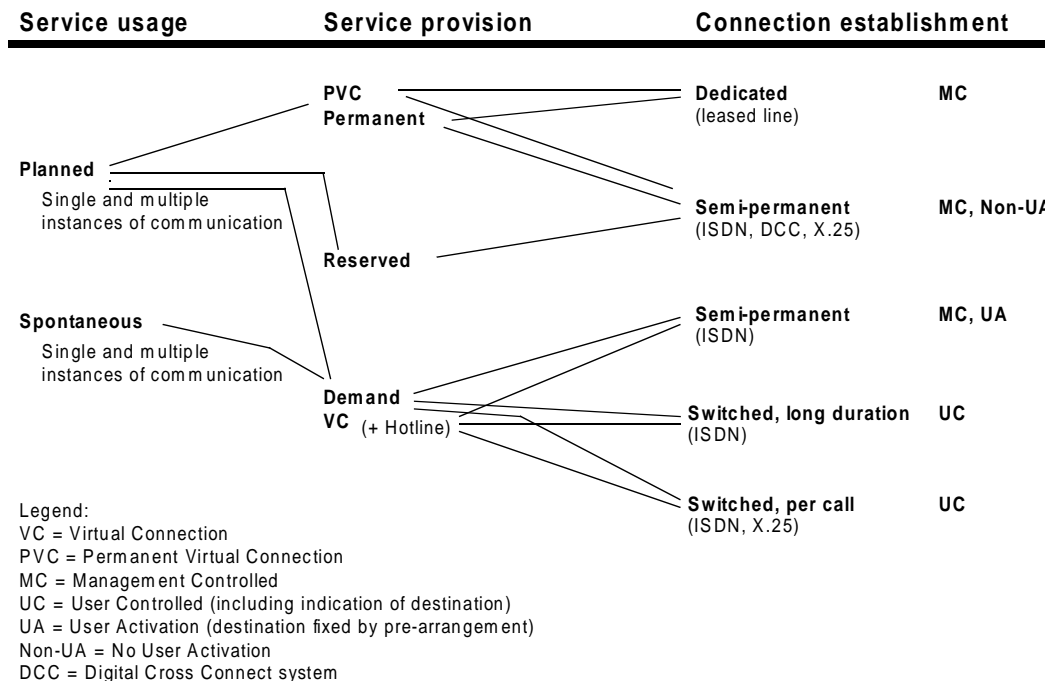 Service usage Service provision Connection establishment
PVC Dedicated MC
Permanent (leased line)
Planned
Single and multiple
instances of communication
Semi-permanent MC, Non-UA
(ISDN, DCC, X.25)
Reserved
Spontaneous
Single and multiple
instances of communication
Semi-permanent MC, UA
(ISDN)
Demand
VC (+ Hotline)
Switched, long duration UC
(ISDN)
Switched, per call UC
(ISDN, X.25)
Legend:
VC = Virtual Connection
PVC = Permanent Virtual Connection
MC = Management Controlled
UC = User Controlled (including indication of destination)
UA = User Activation (destination fixed by pre-arrangement)
Non-UA = No User Activation
DCC = Digital Cross Connect system